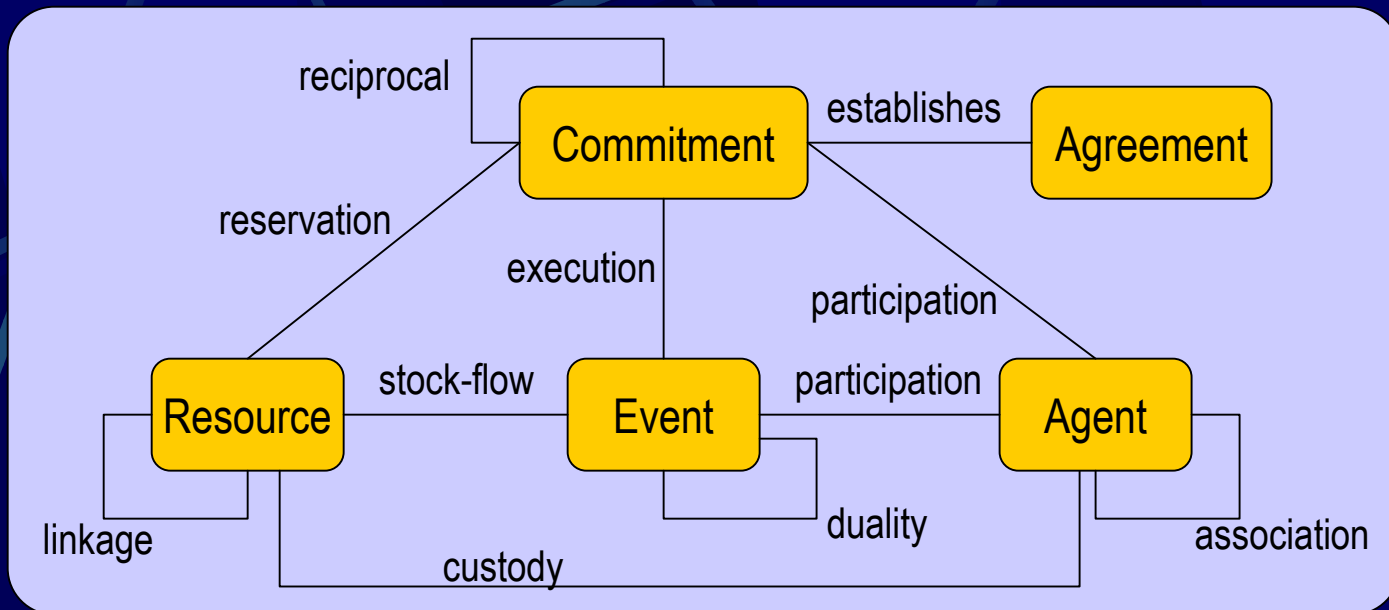 reciprocal
Commitment
establishes
Agreement
reservation
execution
participation
Resource
stock-flow
Event
participation
Agent
linkage
custody
duality
association